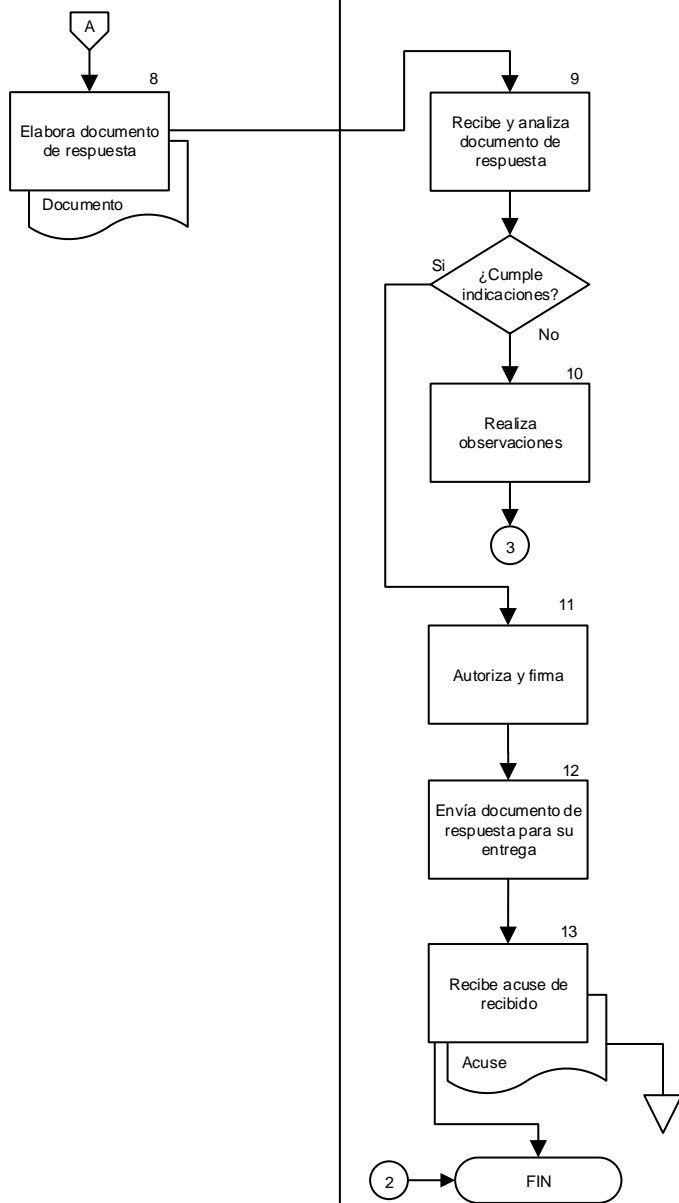 A
8
Elabora documento
de respuesta
Documento
9
Recibe y analiza
documento de
respuesta
¿Cumple
indicaciones?
Si
No
10
Realiza
observaciones
3
11
Autoriza y firma
12
Envía documento de
respuesta para su
entrega
13
Recibe acuse de
recibido
Acuse
2
FIN